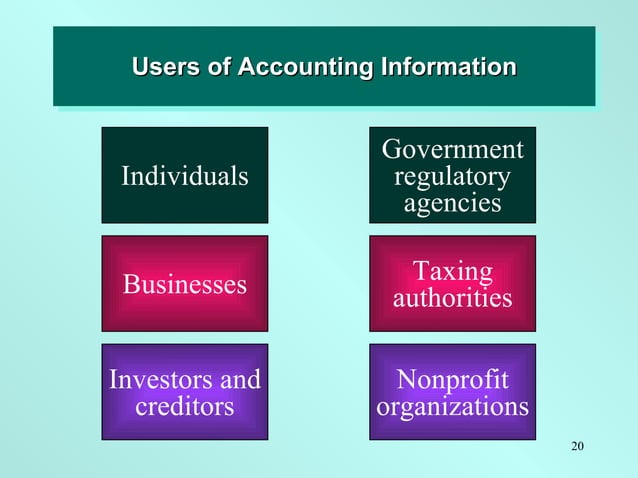 Users of Accounting Information
Individuals
Government
regulatory
agencies
Businesses
Taxing
authorities
Investors and
creditors
Nonprofit
organizations
20